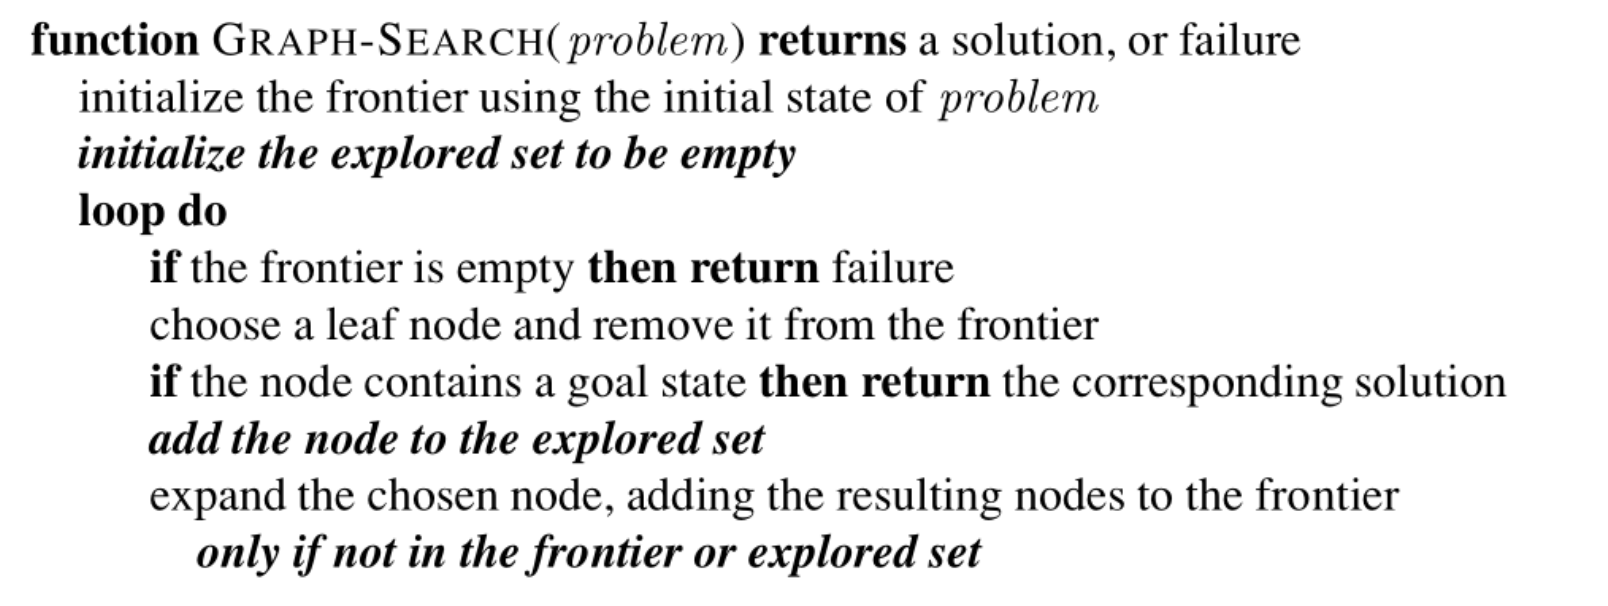 function GRAPH-SEARCH(problem) returns a solution, or failure
initialize the frontier using the initial state of problem
initialize the explored set to be empty
loop do
if the frontier is empty then return failure
choose a leaf node and remove it from the frontier
if the node contains a goal state then return the corresponding solution
add the node to the explored set
expand the chosen node, adding the resulting nodes to the frontier
only if not in the frontier or explored set